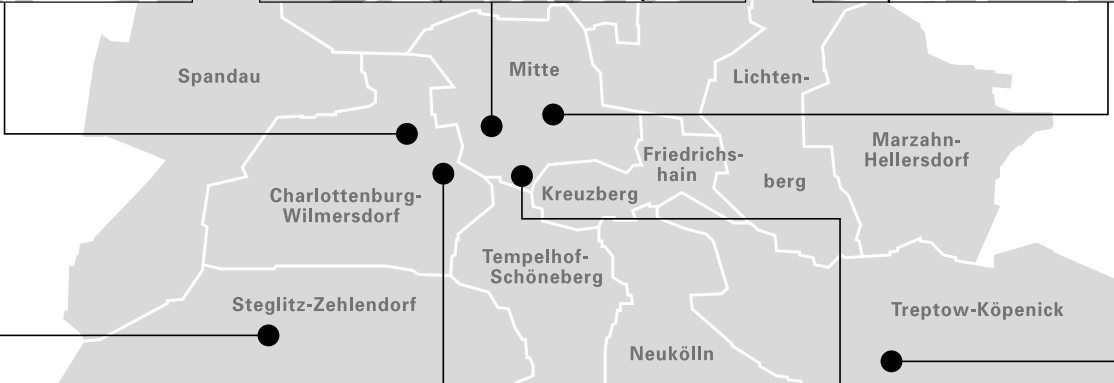 Spandau
Mitte
Lichten-
berg
Marzahn-
Hellersdorf
Friedrichs-
hain
Kreuzberg
Charlottenburg-
Wilmersdorf
Tempelhof-
Schöneberg
Steglitz-Zehlendorf
Treptow-Köpenick
Neukölln